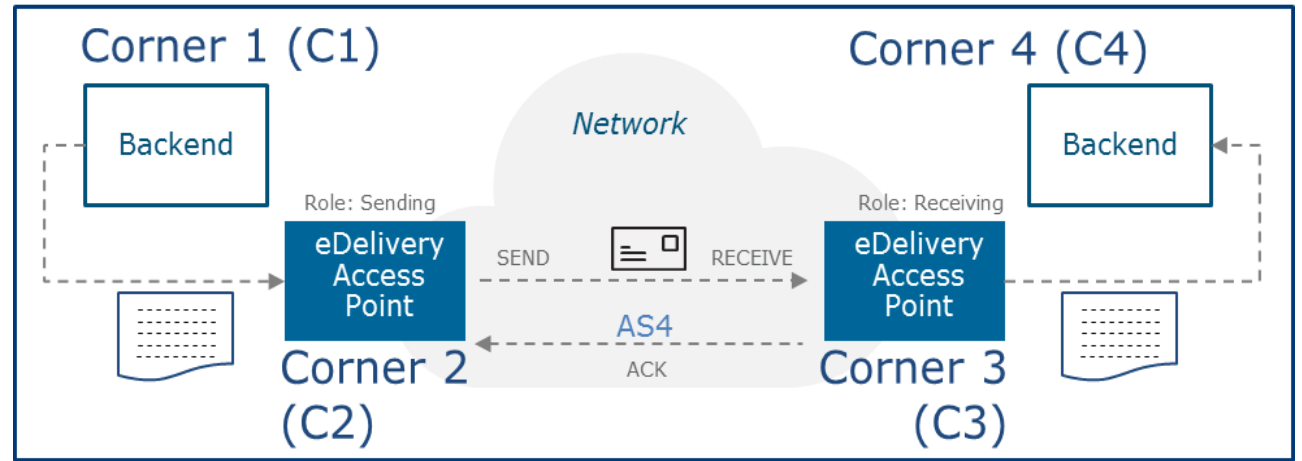 Corner 1 (C1)
Corner 4 (C4)
Network
Backend
Backend
Role: Sending
Role: Receiving
eDelivery
Access
Point
SEND
RECEIVE
eDelivery
Access
Point
AS4
ACK
Corner 2
(C2)
Corner 3
(C3)